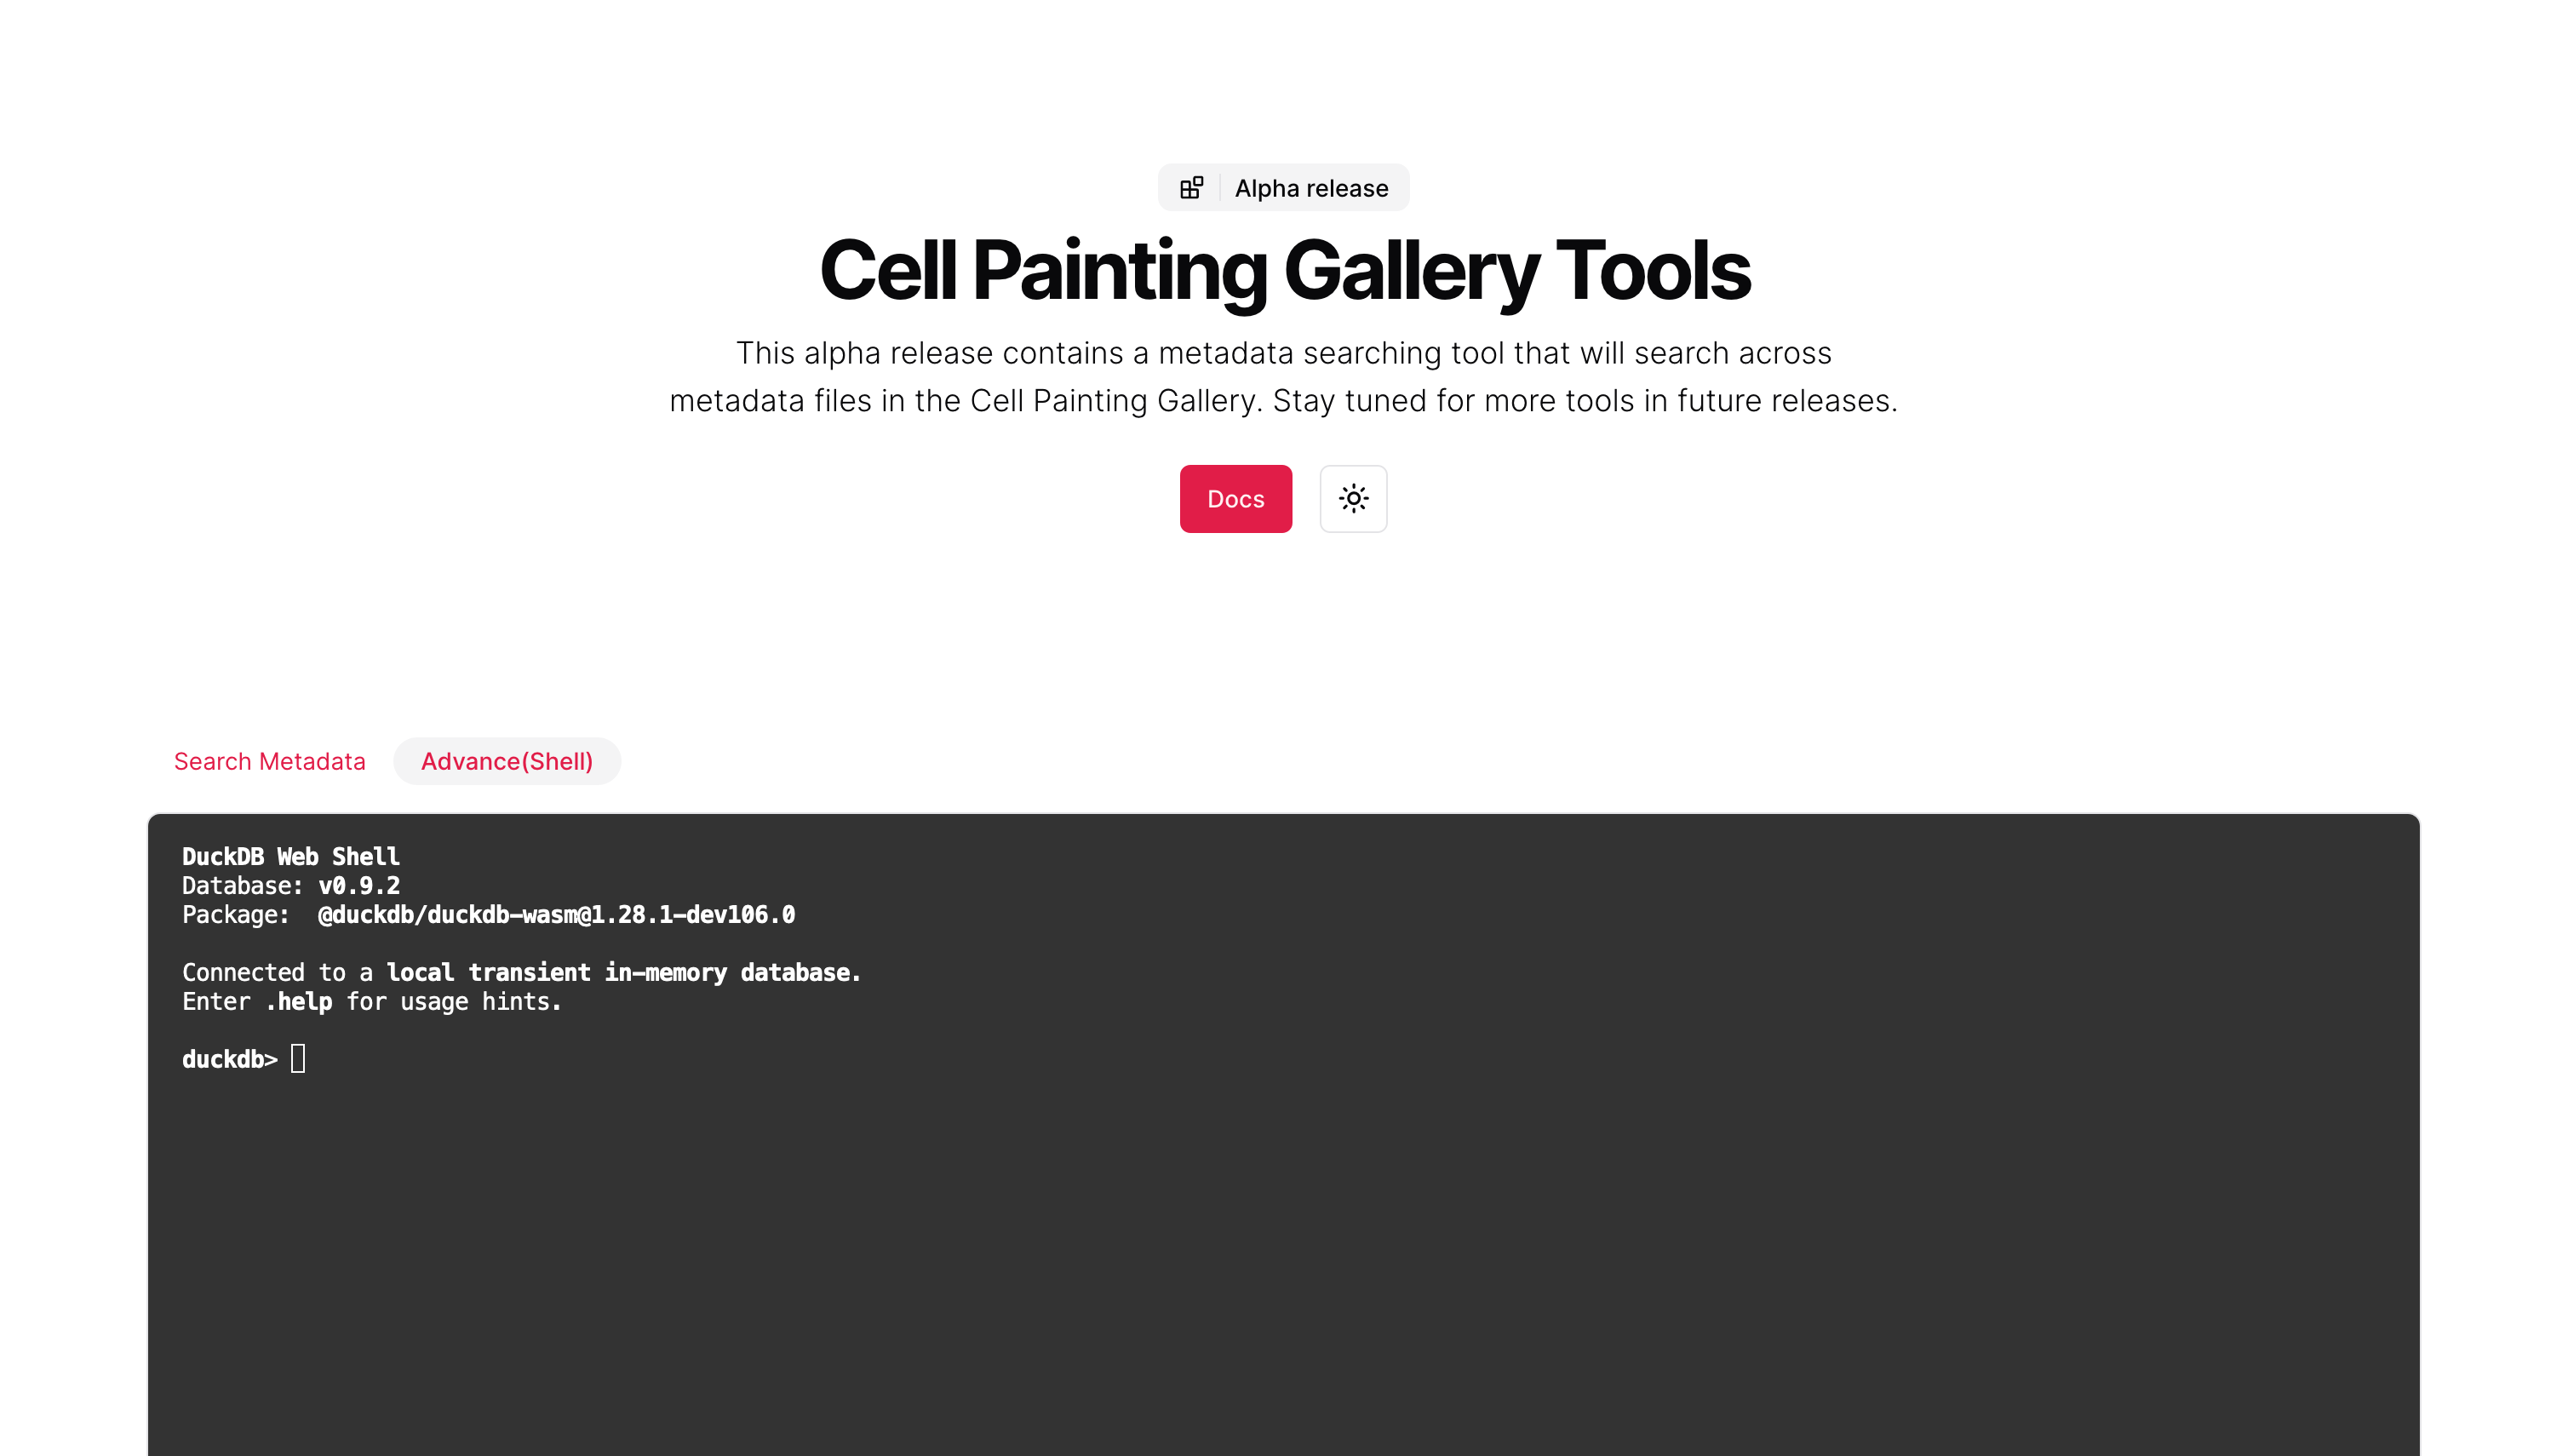 Alpha release
Cell Painting Gallery Tools
This alpha release contains a metadata searching tool that will search across
metadata files in the Cell Painting Gallery. Stay tuned for more tools in future releases.
Docs
Search Metadata
Advance(Shell)
DuckDB Web Shell
Database: v0.9.2
Package:  @duckdb/duckdb-wasm@1.28.1-dev106.0
Connected to a local transient in-memory database.
Enter .help for usage hints.
duckdb>